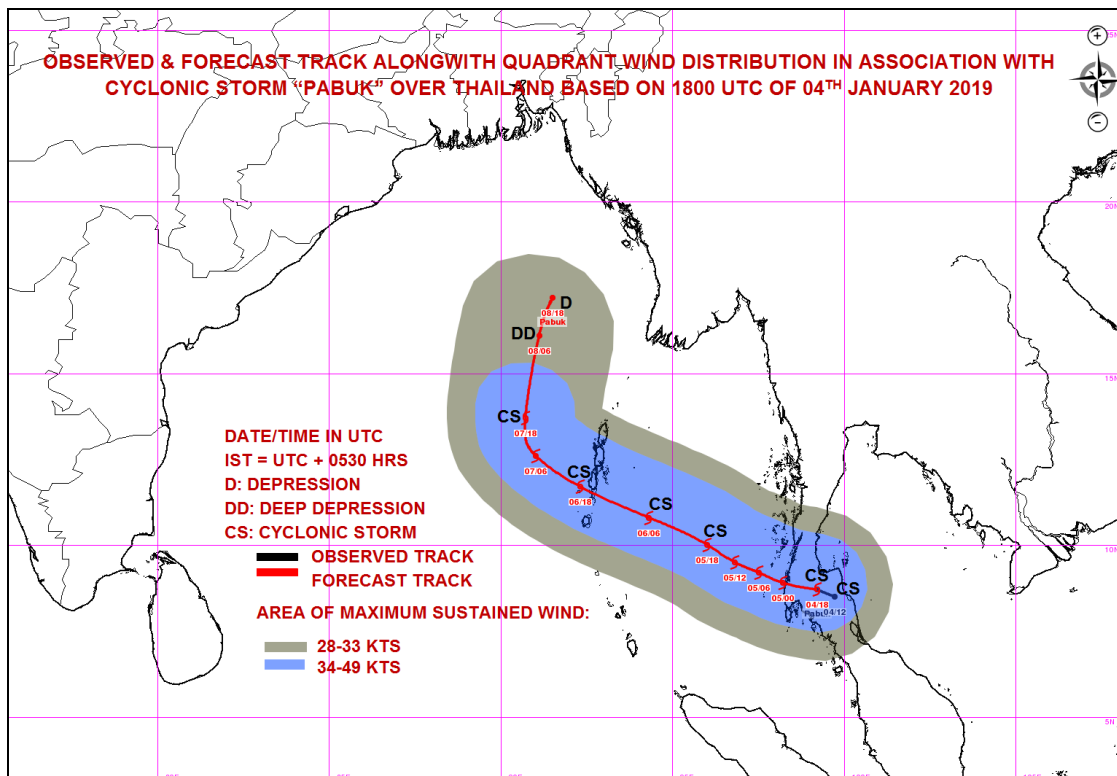 OBSERVED & FORECAST TRACK ALONGWITH QUADRANT WIND DISTRIBUTION IN ASSOCIATION WITH
CYCLONIC STORM “PABUK” OVER THAILAND BASED ON 1800 UTC OF 04TH JANUARY 2019
20N
D
08/18
Pabuk
DD
08/06
15N
CS
07/18
07/06
DATE/TIME IN UTC
IST = UTC + 0530 HRS
D: DEPRESSION
DD: DEEP DEPRESSION
CS: CYCLONIC STORM
OBSERVED TRACK
FORECAST TRACK
CS
06/18
CS
06/06
CS
05/18
10N
05/12
05/06
05/00
CS
04/18
CS
04/12
AREA OF MAXIMUM SUSTAINED WIND:
28-33 KTS
34-49 KTS
5N